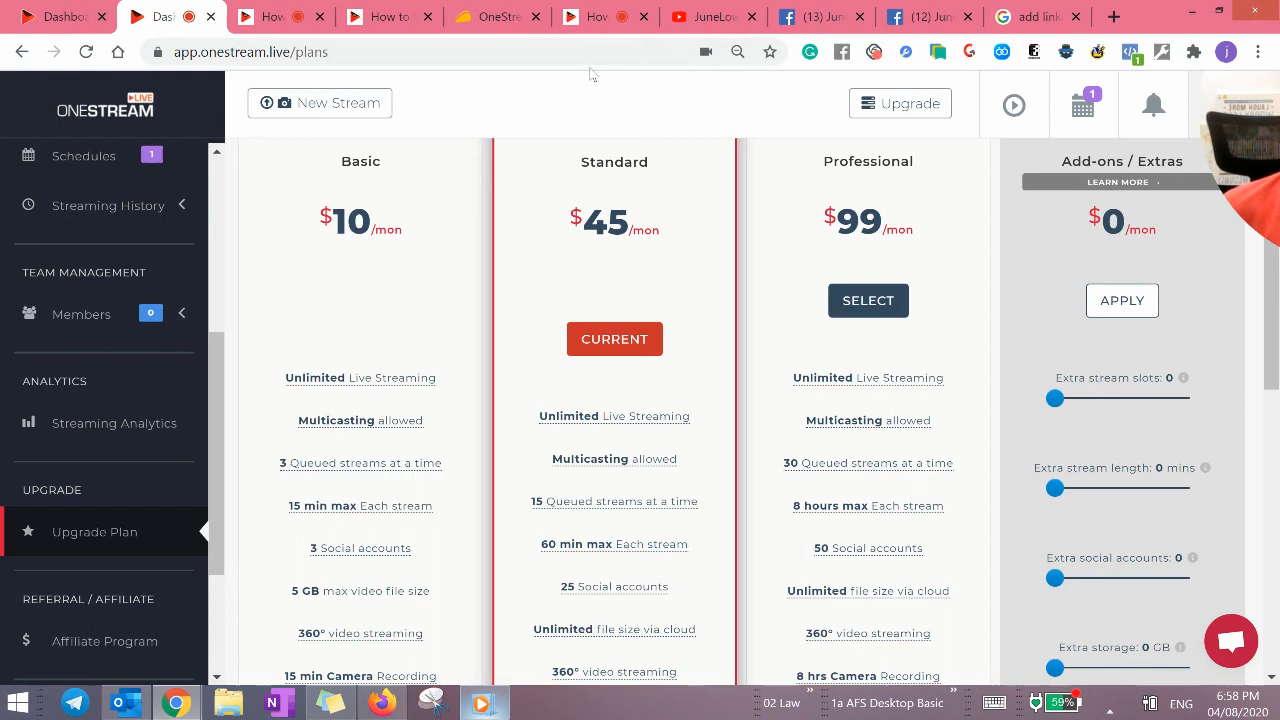 Dashbo
Das
How
How to
OneStre
How
JuneLo
(13) Jun
(12) Jun
add link
app.onestream.live/plans
j
1
LIVE
ONESTREAM
New Stream
Upgrade
1
Schedules
1
Streaming History
TEAM MANAGEMENT
Members
0
ANALYTICS
Streaming Analytics
UPGRADE
Upgrade Plan
REFERRAL / AFFILIATE
Affiliate Program
Basic
$10/mon
Unlimited Live Streaming
Multicasting allowed
3 Queued streams at a time
15 min max Each stream
3 Social accounts
5 GB max video file size
360° video streaming
15 min Camera Recording
Standard
$45/mon
CURRENT
Unlimited Live Streaming
Multicasting allowed
15 Queued streams at a time
60 min max Each stream
25 Social accounts
Unlimited file size via cloud
360° video streaming
Professional
$99/mon
SELECT
Unlimited Live Streaming
Multicasting allowed
30 Queued streams at a time
8 hours max Each stream
50 Social accounts
Unlimited file size via cloud
360° video streaming
8 hrs Camera Recording
Add-ons / Extras
LEARN MORE ›
$0/mon
APPLY
Extra stream slots: 0
Extra stream length: 0 mins
Extra social accounts: 0
Extra storage: 0 GB
02 Law
1a AFS Desktop Basic
59%
ENG
6:58 PM
04/08/2020